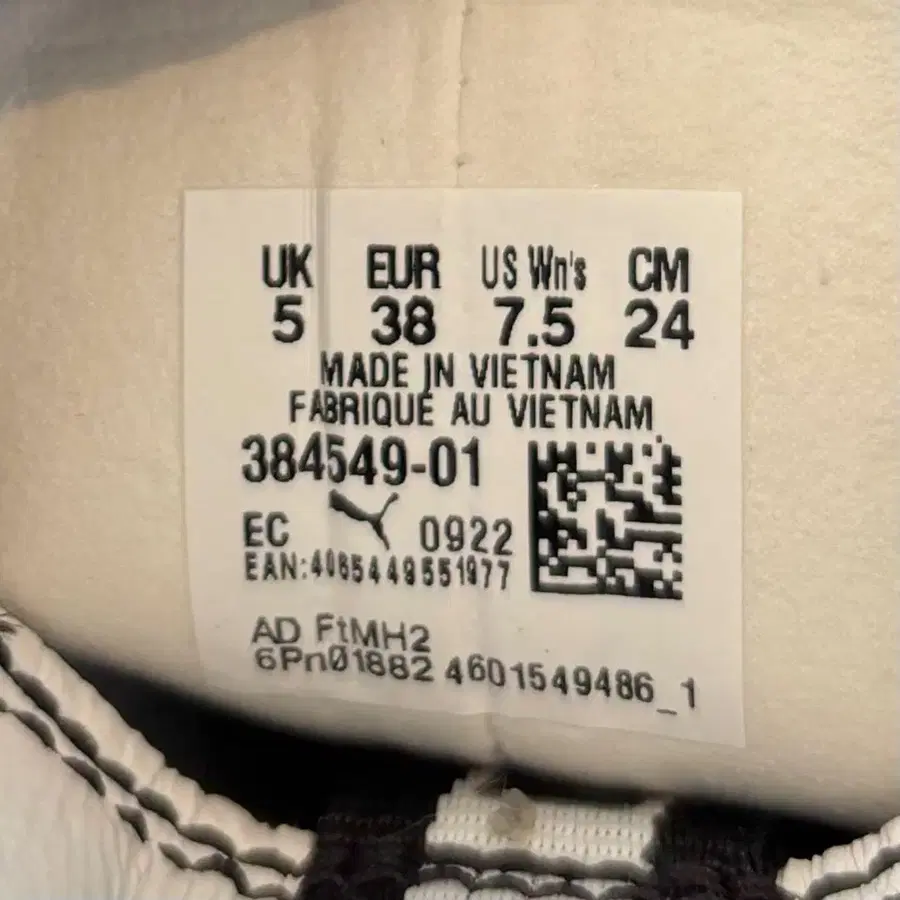 UK EUR US Wn's CM
5 38 7.5 24
MADE IN VIETNAM
FABRIQUE AU VIETNAM
384549-01
EC 0922
EAN:4065449551977
AD FtMH2
6Pn01882 4601549486_1